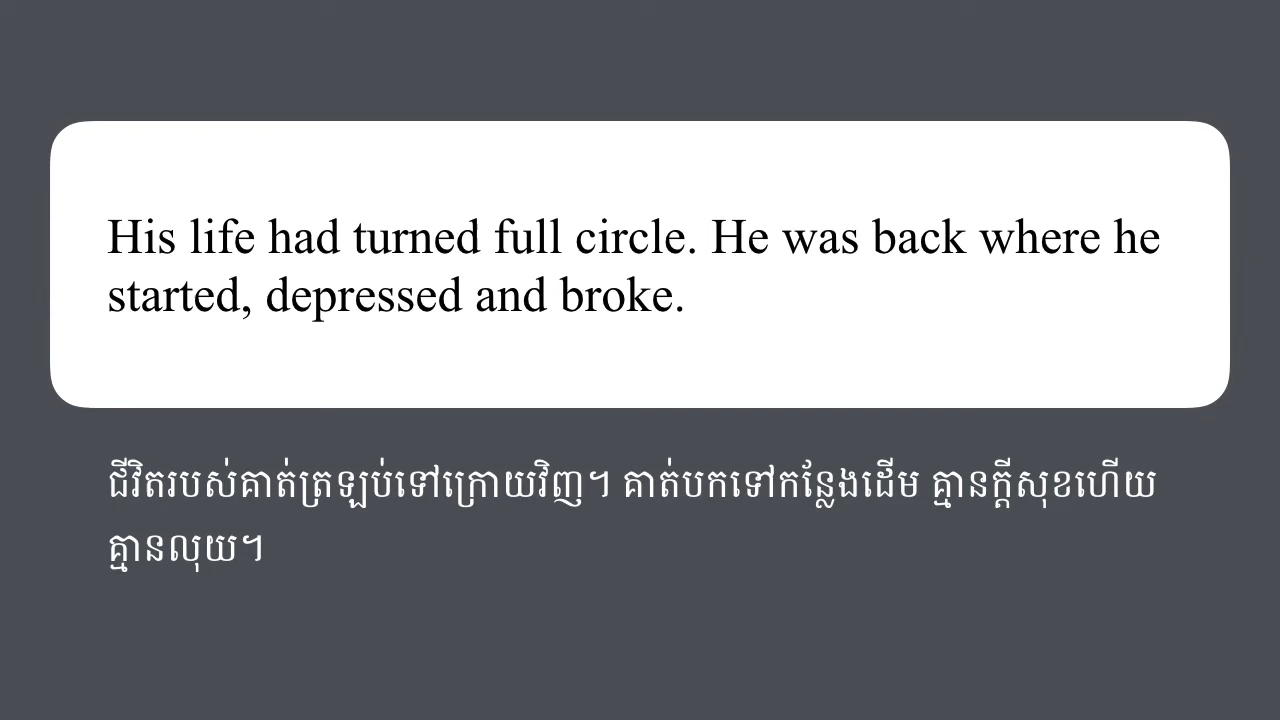 His life had turned full circle. He was back where he
started, depressed and broke.
ជីវិតរបស់គាត់ត្រឡប់ទៅក្រោយវិញ។ គាត់បកទៅកន្លែងដើម គ្មានក្តីសុខហើយ
គ្មានលុយ។